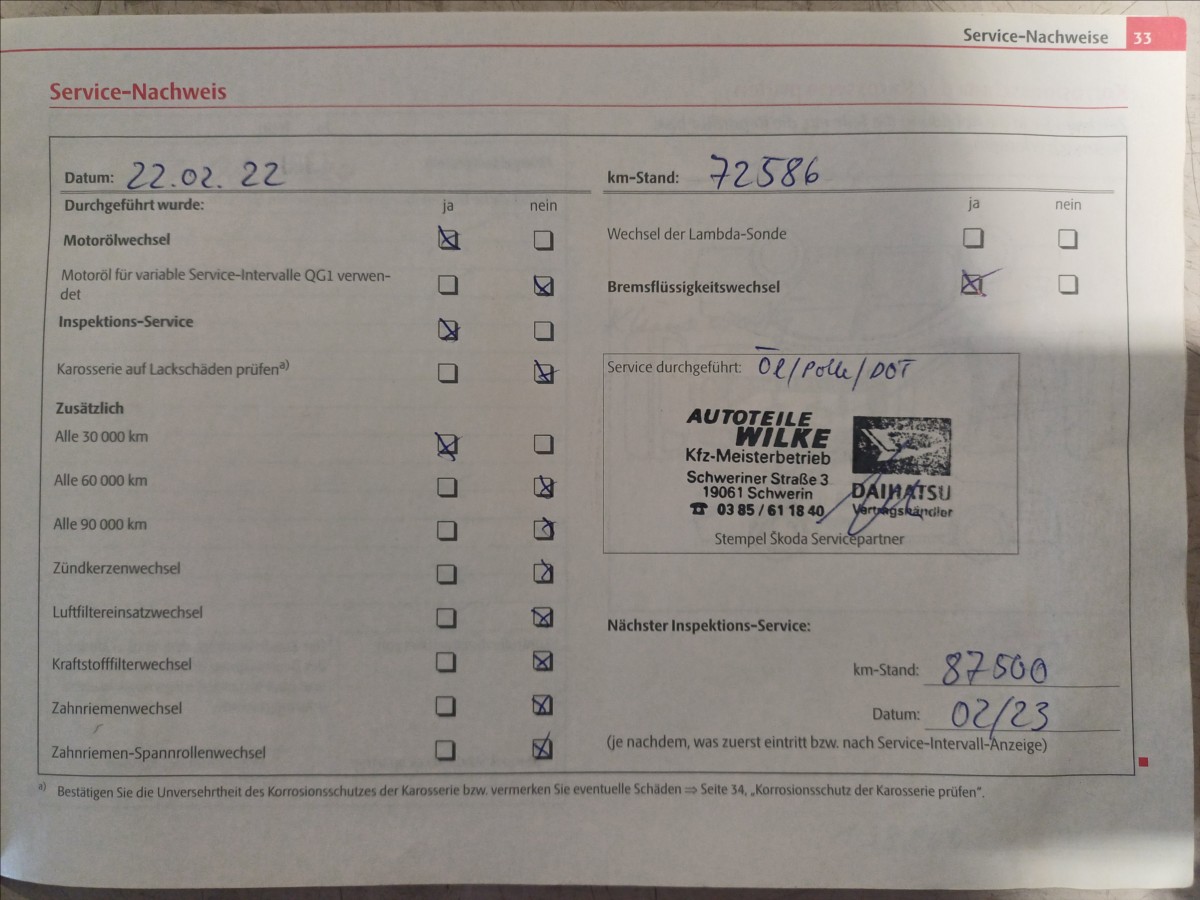 Service-Nachweise 33
Service-Nachweis
Datum: 22.02.22
km-Stand: 72586
Durchgeführt wurde: ja nein
ja nein
Motorölwechsel
Wechsel der Lambda-Sonde
Motoröl für variable Service-Intervalle QG1 verwen-
det
Bremsflüssigkeitswechsel
Inspektions-Service
Karosserie auf Lackschäden prüfen a)
Service durchgeführt: Öl/Polle/DOT
Zusätzlich
Alle 30 000 km
Alle 60 000 km
Alle 90 000 km
Zündkerzenwechsel
Luftfiltereinsatzwechsel
Kraftstofffilterwechsel
Zahnriemenwechsel
Zahnriemen-Spannrollenwechsel
AUTOTEILE
WILKE
Kfz-Meisterbetrieb
Schweriner Straße 3
19061 Schwerin
☎ 03 85 / 61 18 40
DAIHATSU
Vertragshändler
Stempel Škoda Servicepartner
Nächster Inspektions-Service:
km-Stand: 87500
Datum: 02/23
(je nachdem, was zuerst eintritt bzw. nach Service-Intervall-Anzeige)
a) Bestätigen Sie die Unversehrtheit des Korrosionsschutzes der Karosserie bzw. vermerken Sie eventuelle Schäden ⇒ Seite 34, „Korrosionsschutz der Karosserie prüfen“.